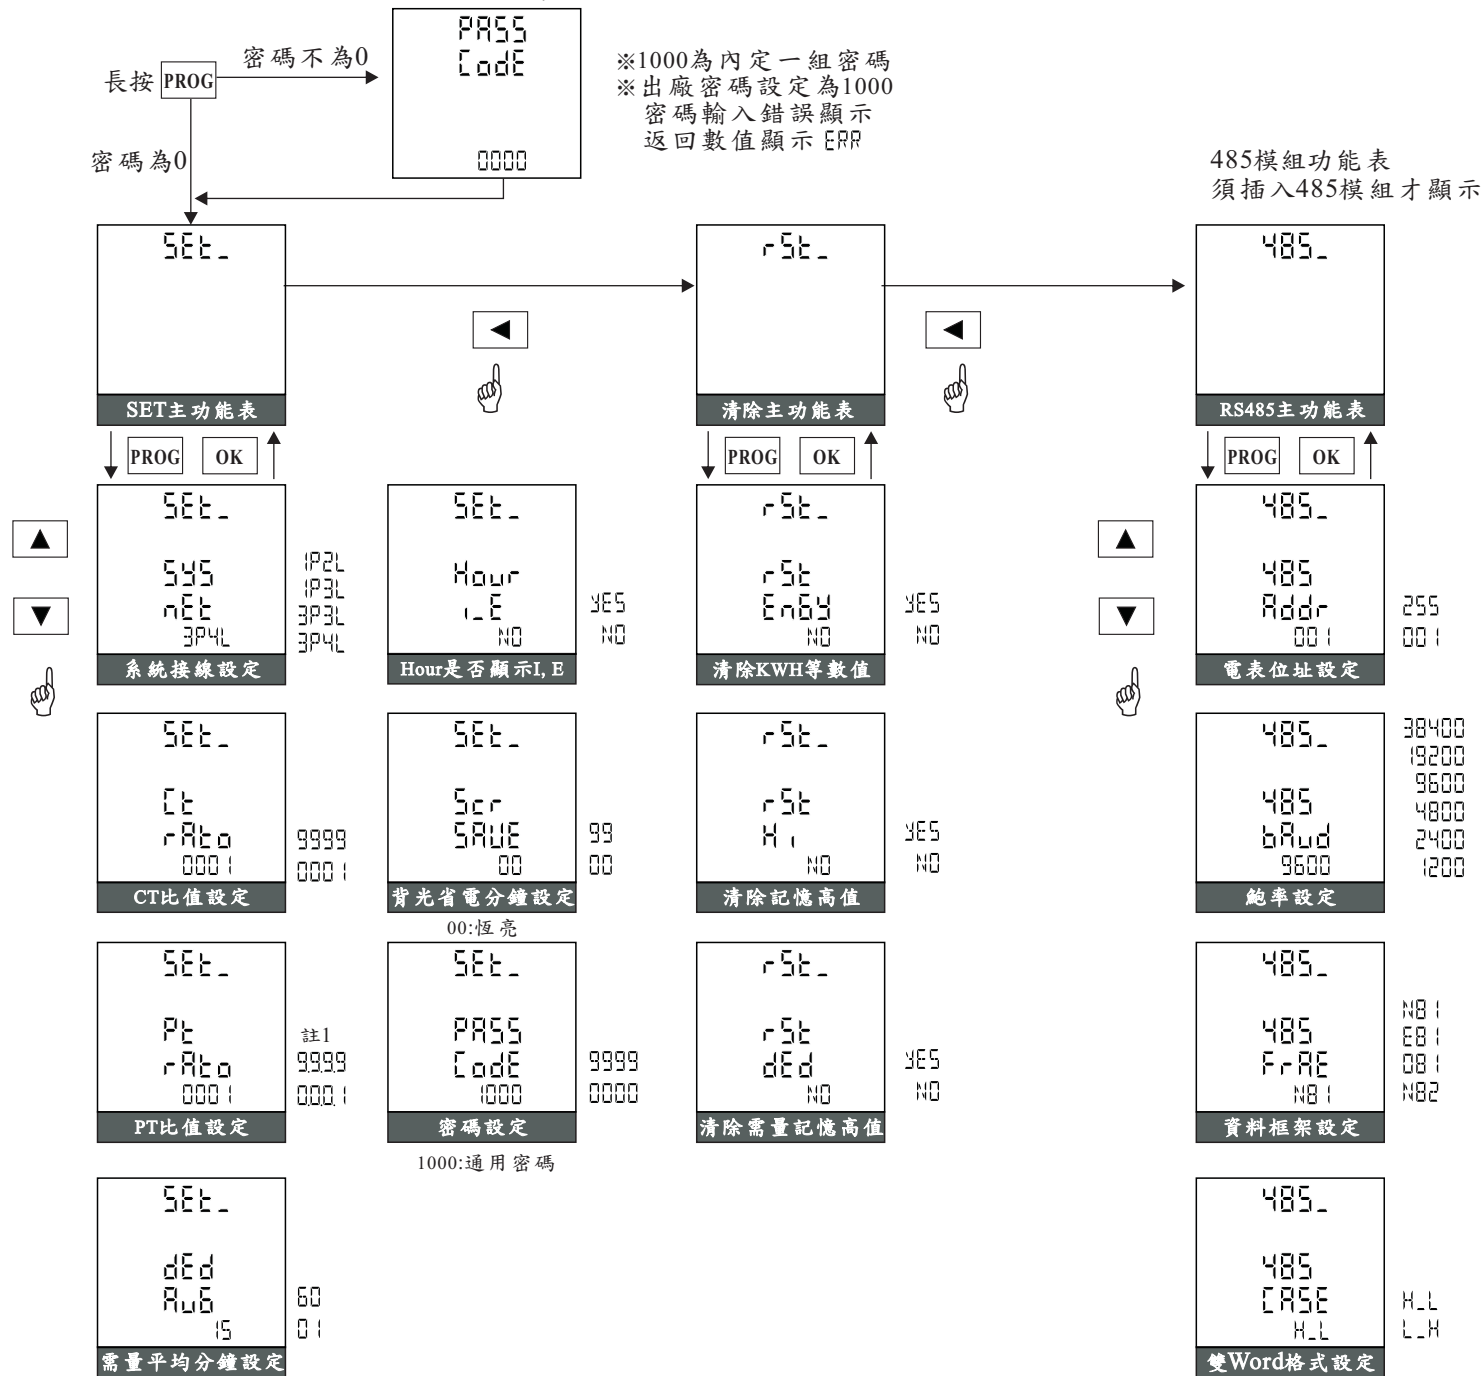 PASS
CodE
0000
長按 PROG
密碼不為0
密碼為0
※1000為內定一組密碼
※出廠密碼設定為1000
密碼輸入錯誤顯示
返回數值顯示 ERR
485模組功能表
須插入485模組才顯示
SEt_
SET主功能表
rSt_
清除主功能表
485_
RS485主功能表
PROG OK
PROG OK
PROG OK
SEt_
SYS
nEt
3P4L
系統接線設定
1P2L
1P3L
3P3L
3P4L
SEt_
Hour
i_E
NO
Hour是否顯示I, E
YES
NO
rSt_
rSt
EnGy
NO
清除KWH等數值
YES
NO
485_
485
Addr
001
電表位址設定
255
001
SEt_
Ct
rAto
0001
CT比值設定
9999
0001
SEt_
Scr
SAVE
00
背光省電分鐘設定
00:恆亮
99
00
rSt_
rSt
Hi
NO
清除記憶高值
YES
NO
485_
485
bAud
9600
鮑率設定
38400
19200
9600
4800
2400
1200
SEt_
Pt
rAto
0001
PT比值設定
註1
9.9.9.9
0.0.0.1
SEt_
PASS
CodE
1000
密碼設定
1000:通用密碼
9999
0000
rSt_
rSt
dEd
NO
清除需量記憶高值
YES
NO
485_
485
FrAE
N81
資料框架設定
N81
E81
O81
N82
SEt_
dEd
AvG
15
需量平均分鐘設定
60
01
485_
485
CASE
H_L
雙Word格式設定
H_L
L_H